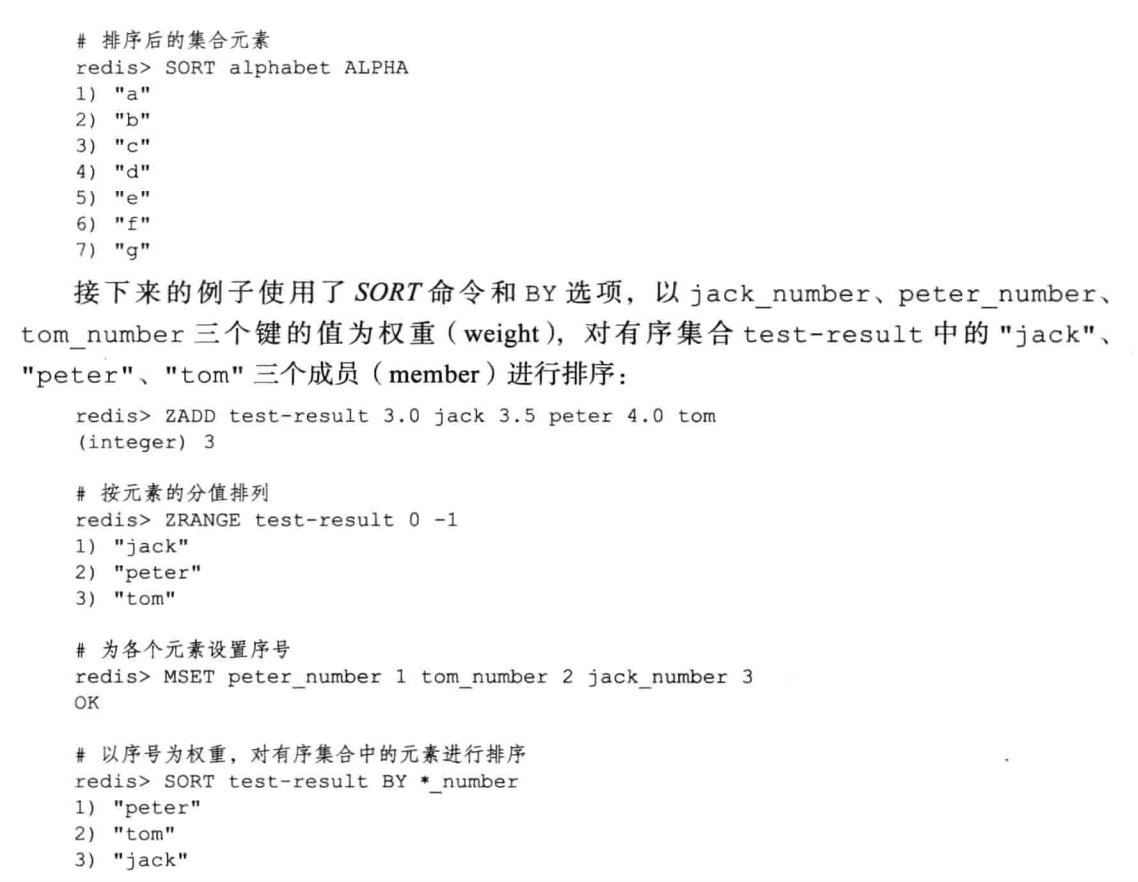 # 排序后的集合元素
redis> SORT alphabet ALPHA
1) "a"
2) "b"
3) "c"
4) "d"
5) "e"
6) "f"
7) "g"
接下来的例子使用了 SORT 命令和 BY 选项，以 jack_number、peter_number、
tom_number 三个键的值为权重（weight），对有序集合 test-result 中的 "jack"、
"peter"、"tom" 三个成员（member）进行排序：
redis> ZADD test-result 3.0 jack 3.5 peter 4.0 tom
(integer) 3
# 按元素的分值排列
redis> ZRANGE test-result 0 -1
1) "jack"
2) "peter"
3) "tom"
# 为各个元素设置序号
redis> MSET peter_number 1 tom_number 2 jack_number 3
OK
# 以序号为权重，对有序集合中的元素进行排序
redis> SORT test-result BY *_number
1) "peter"
2) "tom"
3) "jack"